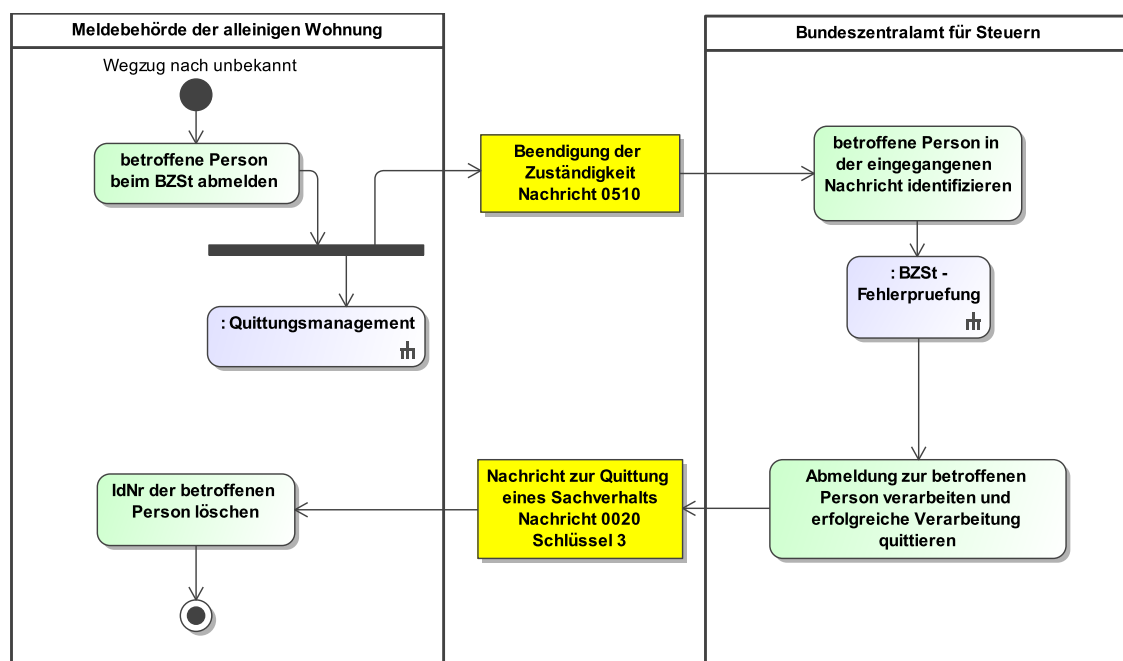 Meldebehörde der alleinigen Wohnung
Bundeszentralamt für Steuern
Wegzug nach unbekannt
betroffene Person
beim BZSt abmelden
Beendigung der
Zuständigkeit
Nachricht 0510
betroffene Person in
der eingegangenen
Nachricht identifizieren
: BZSt -
Fehlerpruefung
: Quittungsmanagement
IdNr der betroffenen
Person löschen
Nachricht zur Quittung
eines Sachverhalts
Nachricht 0020
Schlüssel 3
Abmeldung zur betroffenen
Person verarbeiten und
erfolgreiche Verarbeitung
quittieren